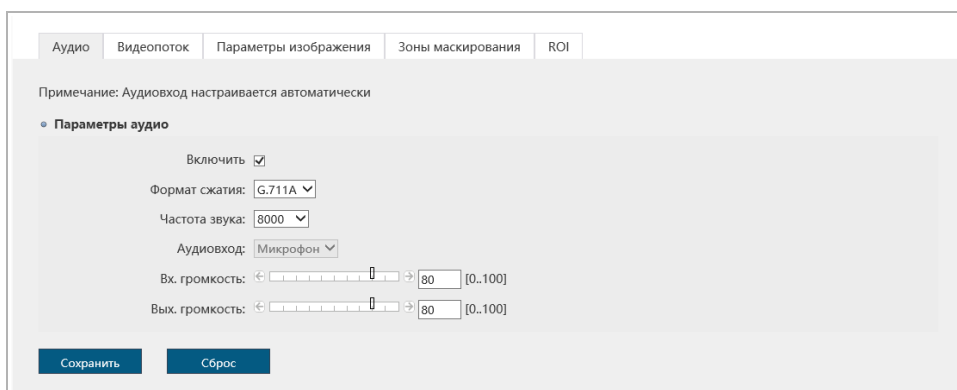 Аудио Видеопоток Параметры изображения Зоны маскирования ROI
Примечание: Аудиовход настраивается автоматически
Параметры аудио
Включить
Формат сжатия: G.711A
Частота звука: 8000
Аудиовход: Микрофон
Вх. громкость: 80 [0..100]
Вых. громкость: 80 [0..100]
Сохранить Сброс